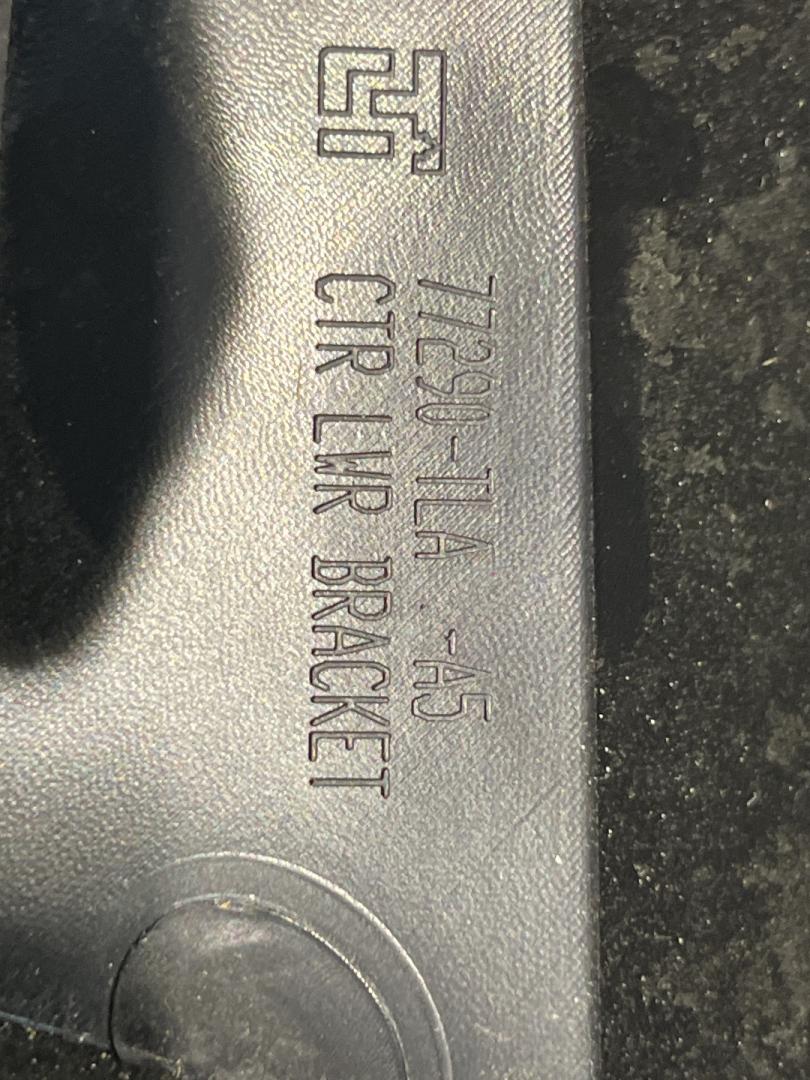 77290-TLA -A5
CTR LWR BRACKET